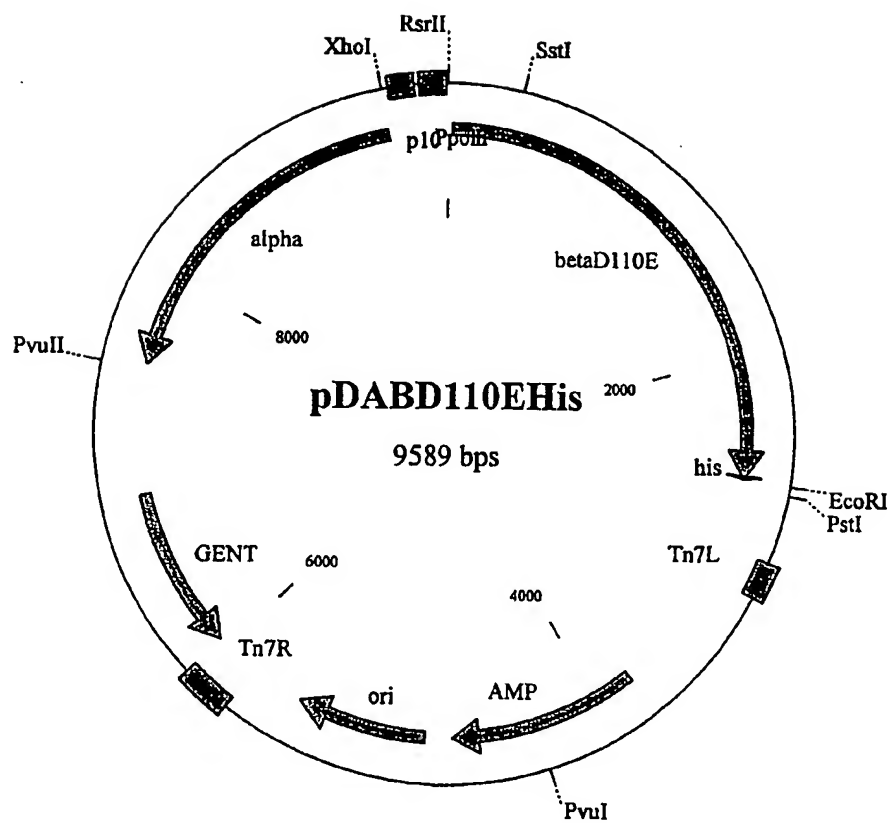 RsrII
XhoI
SstI
p10
Ppolh
alpha
betaD110E
PvuII
8000
2000
pDABD110EHis
9589 bps
his
EcoRI
PstI
GENT
Tn7L
6000
4000
Tn7R
ori
AMP
PvuI